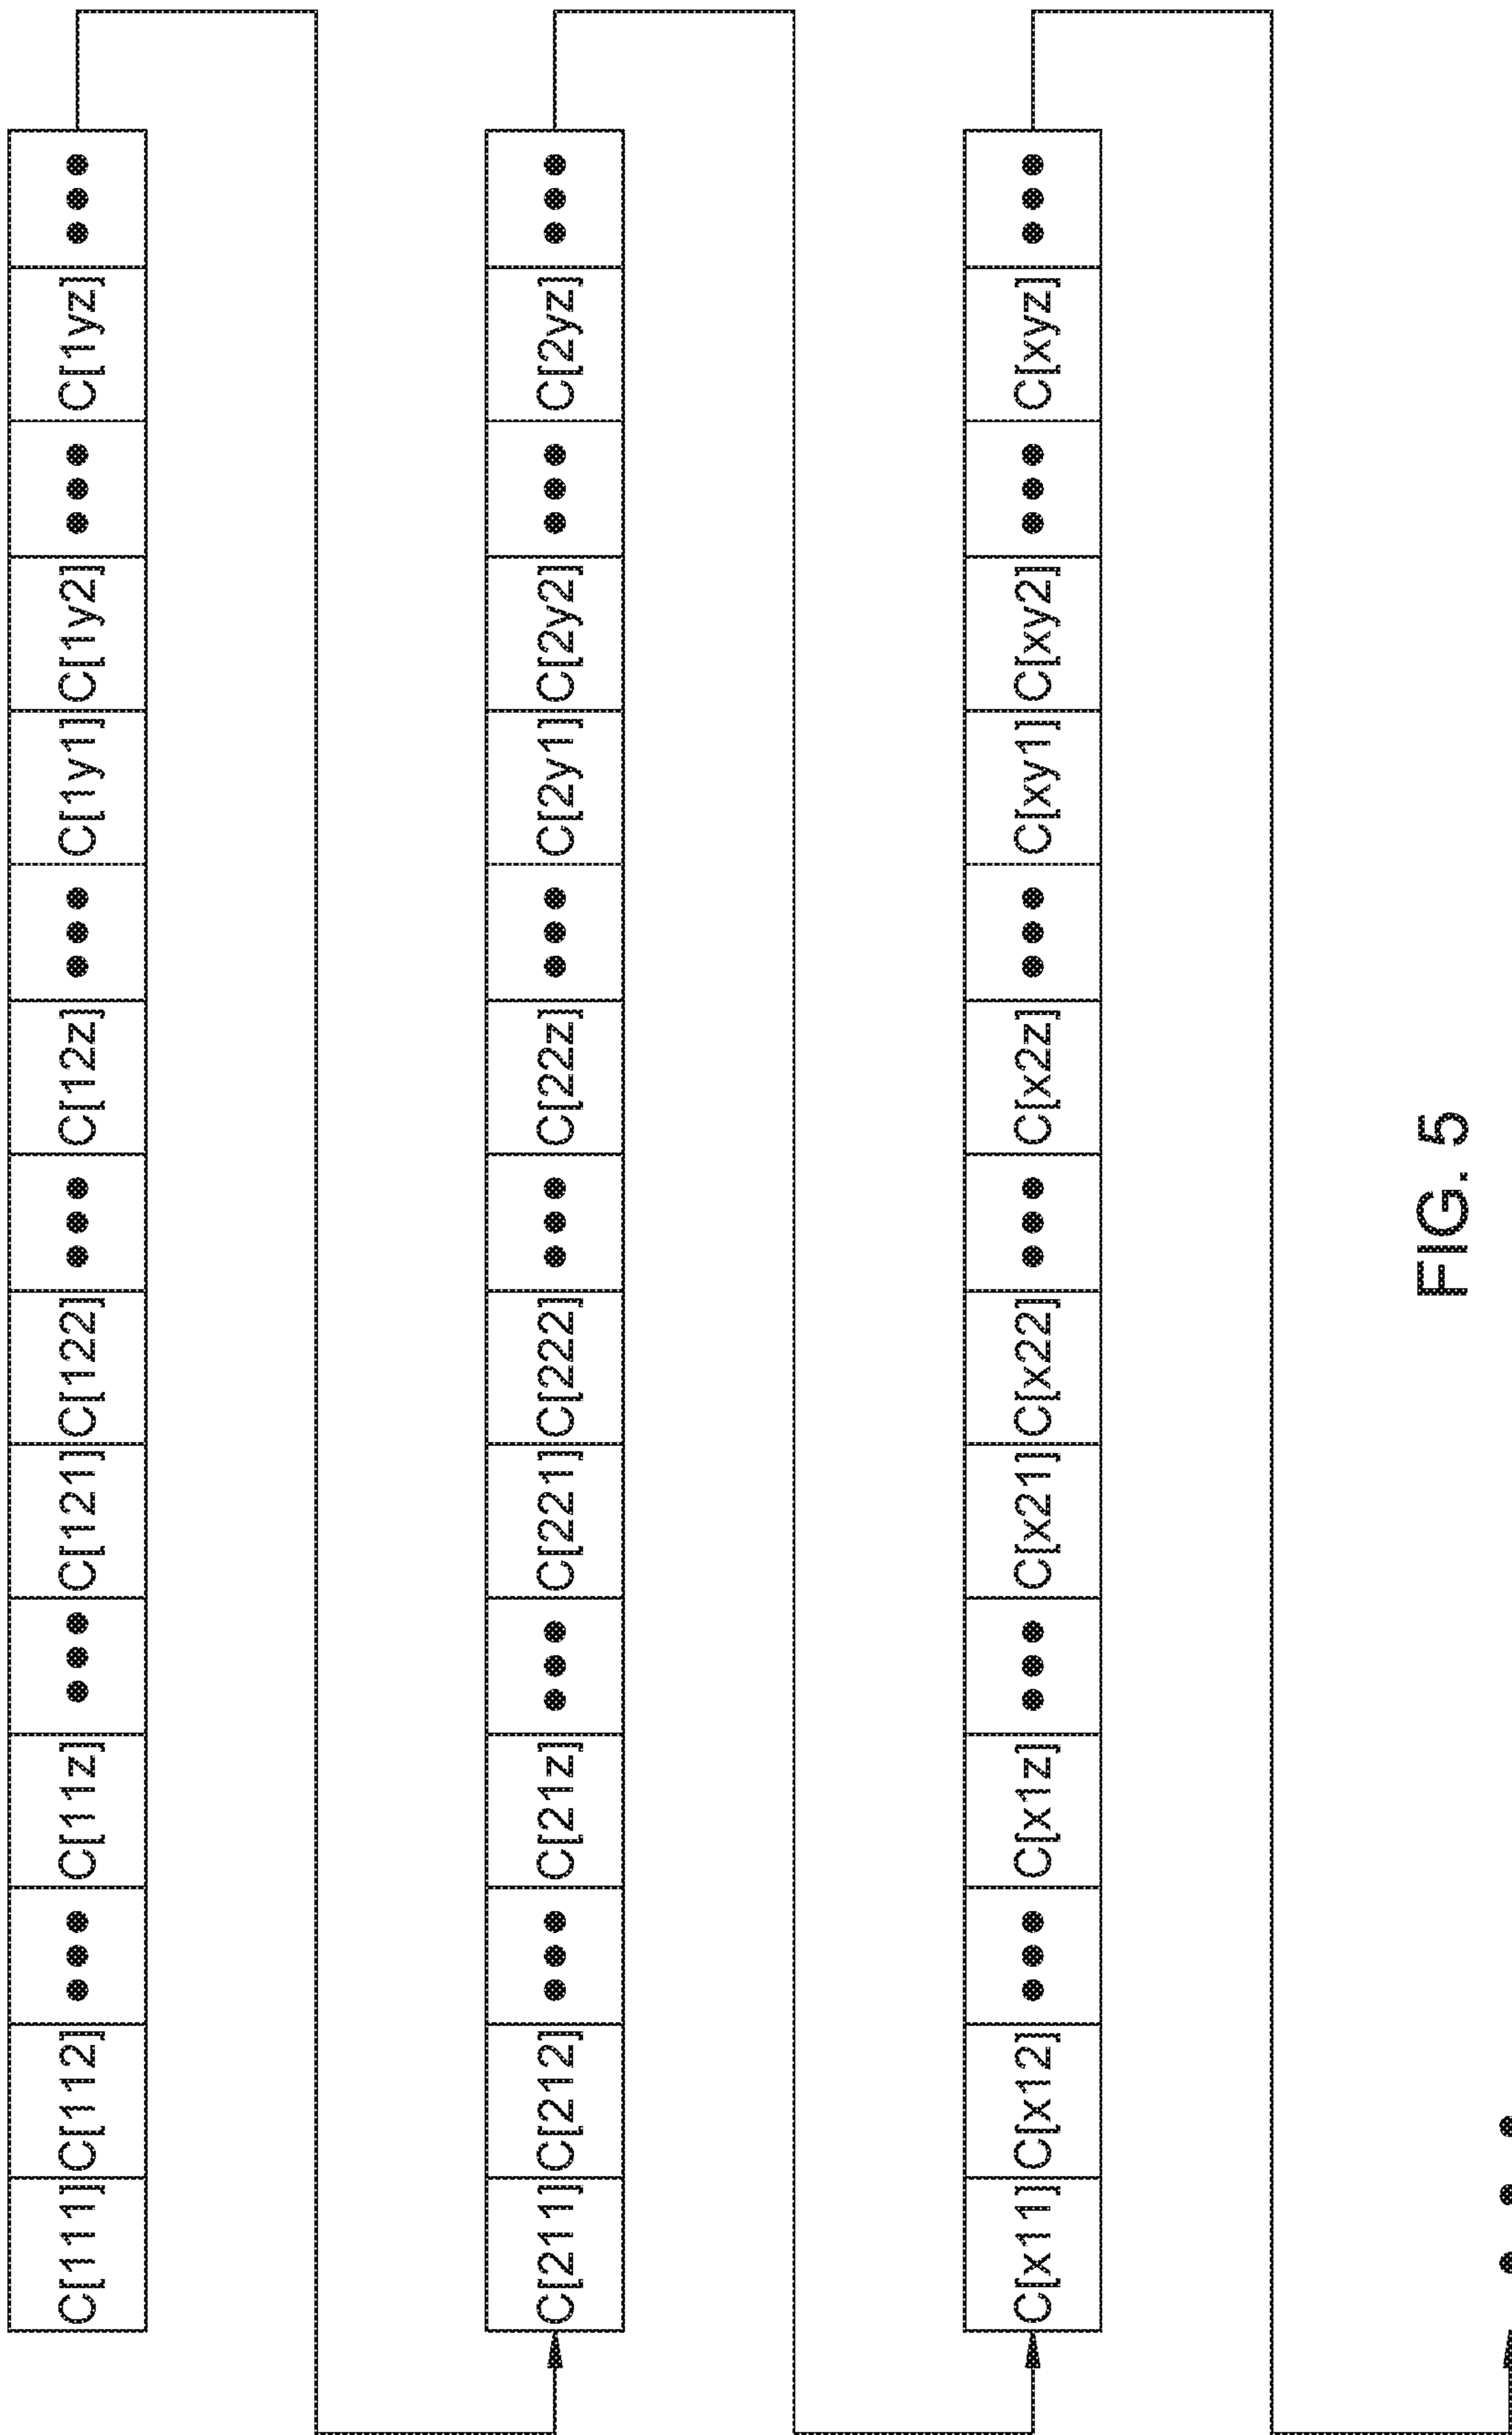 C[111] C[112] ••• C[11z] ••• C[121] C[122] ••• C[12z] ••• C[1y1] C[1y2] ••• C[1yz] •••
C[211] C[212] ••• C[21z] ••• C[221] C[222] ••• C[22z] ••• C[2y1] C[2y2] ••• C[2yz] •••
C[x11] C[x12] ••• C[x1z] ••• C[x21] C[x22] ••• C[x2z] ••• C[xy1] C[xy2] ••• C[xyz] •••
• • •
FIG. 5